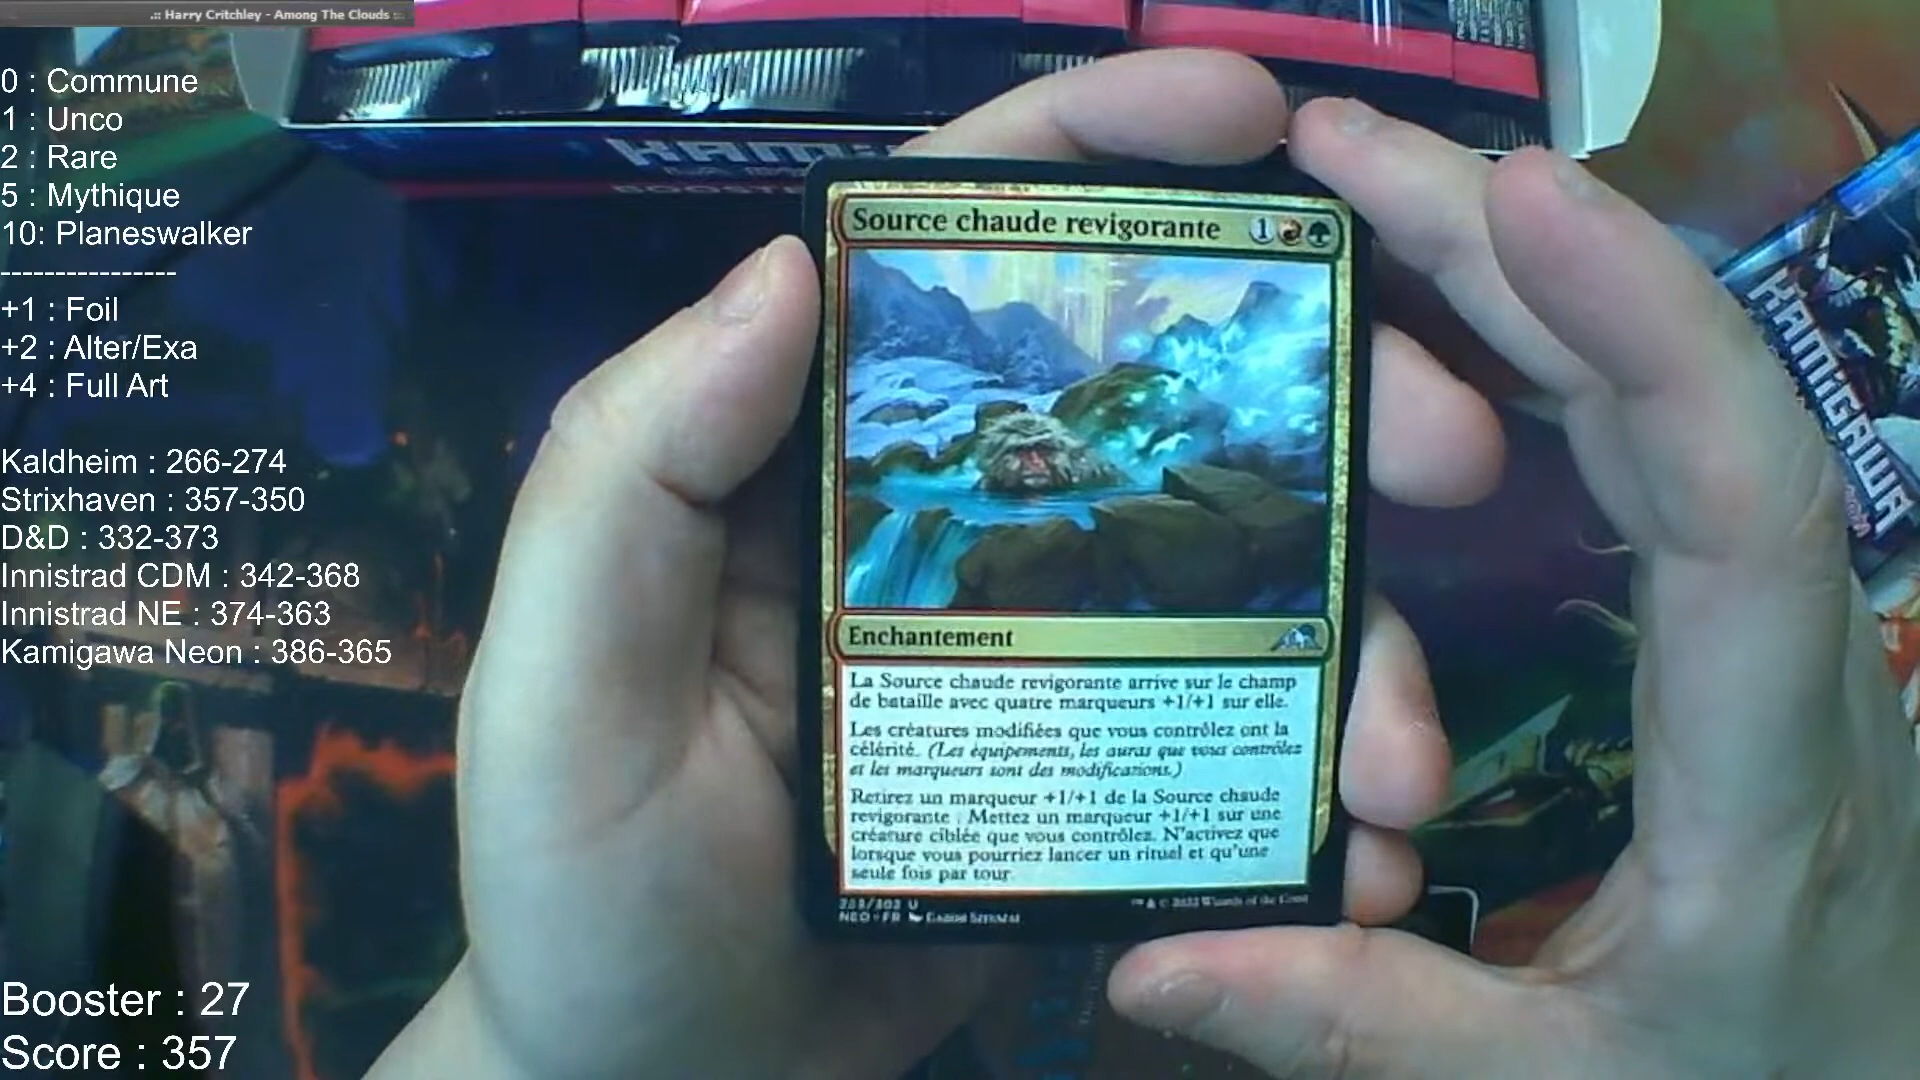 .:: Harry Critchley - Among The Clouds ::.
0 : Commune
1 : Unco
2 : Rare
5 : Mythique
10: Planeswalker
----------------
+1 : Foil
+2 : Alter/Exa
+4 : Full Art
Kaldheim : 266-274
Strixhaven : 357-350
D&D : 332-373
Innistrad CDM : 342-368
Innistrad NE : 374-363
Kamigawa Neon : 386-365
Booster : 27
Score : 357
Source chaude revigorante 1
Enchantement
La Source chaude revigorante arrive sur le champ
de bataille avec quatre marqueurs +1/+1 sur elle.
Les créatures modifiées que vous contrôlez ont la
célérité. (Les équipements, les auras que vous contrôlez
et les marqueurs sont des modifications.)
Retirez un marqueur +1/+1 de la Source chaude
revigorante : Mettez un marqueur +1/+1 sur une
créature ciblée que vous contrôlez. N'activez que
lorsque vous pourriez lancer un rituel et qu'une
seule fois par tour.
NEO • FR
™ & © 2022 Wizards of the Coast
KAMIGAWA